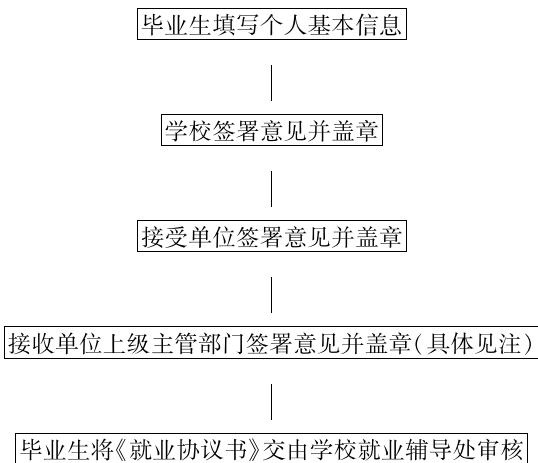 毕业生填写个人基本信息
学校签署意见并盖章
接受单位签署意见并盖章
接收单位上级主管部门签署意见并盖章(具体见注)
毕业生将《就业协议书》交由学校就业辅导处审核